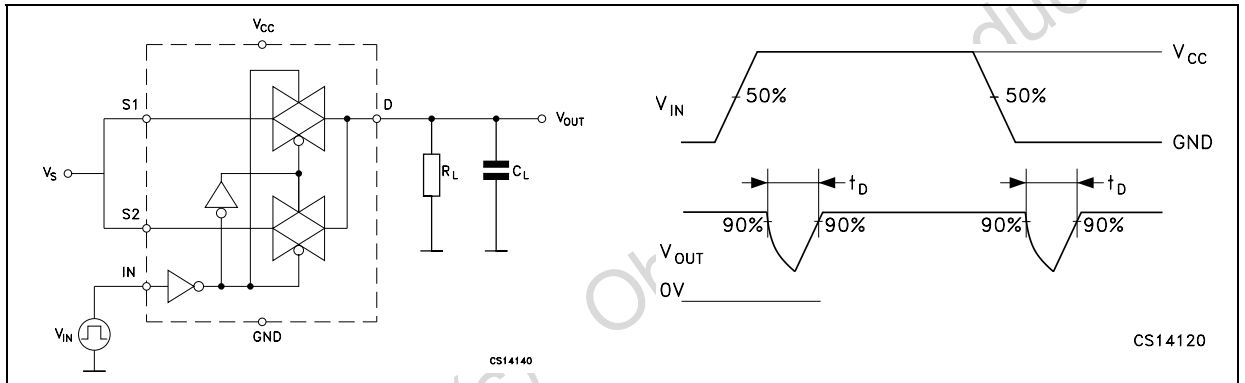 V_CC
S1
D
V_OUT
V_S
R_L
C_L
S2
IN
V_IN
GND
CS14140
V_CC
V_IN
50%
50%
GND
t_D
t_D
90%
90%
90%
90%
V_OUT
0V
CS14120